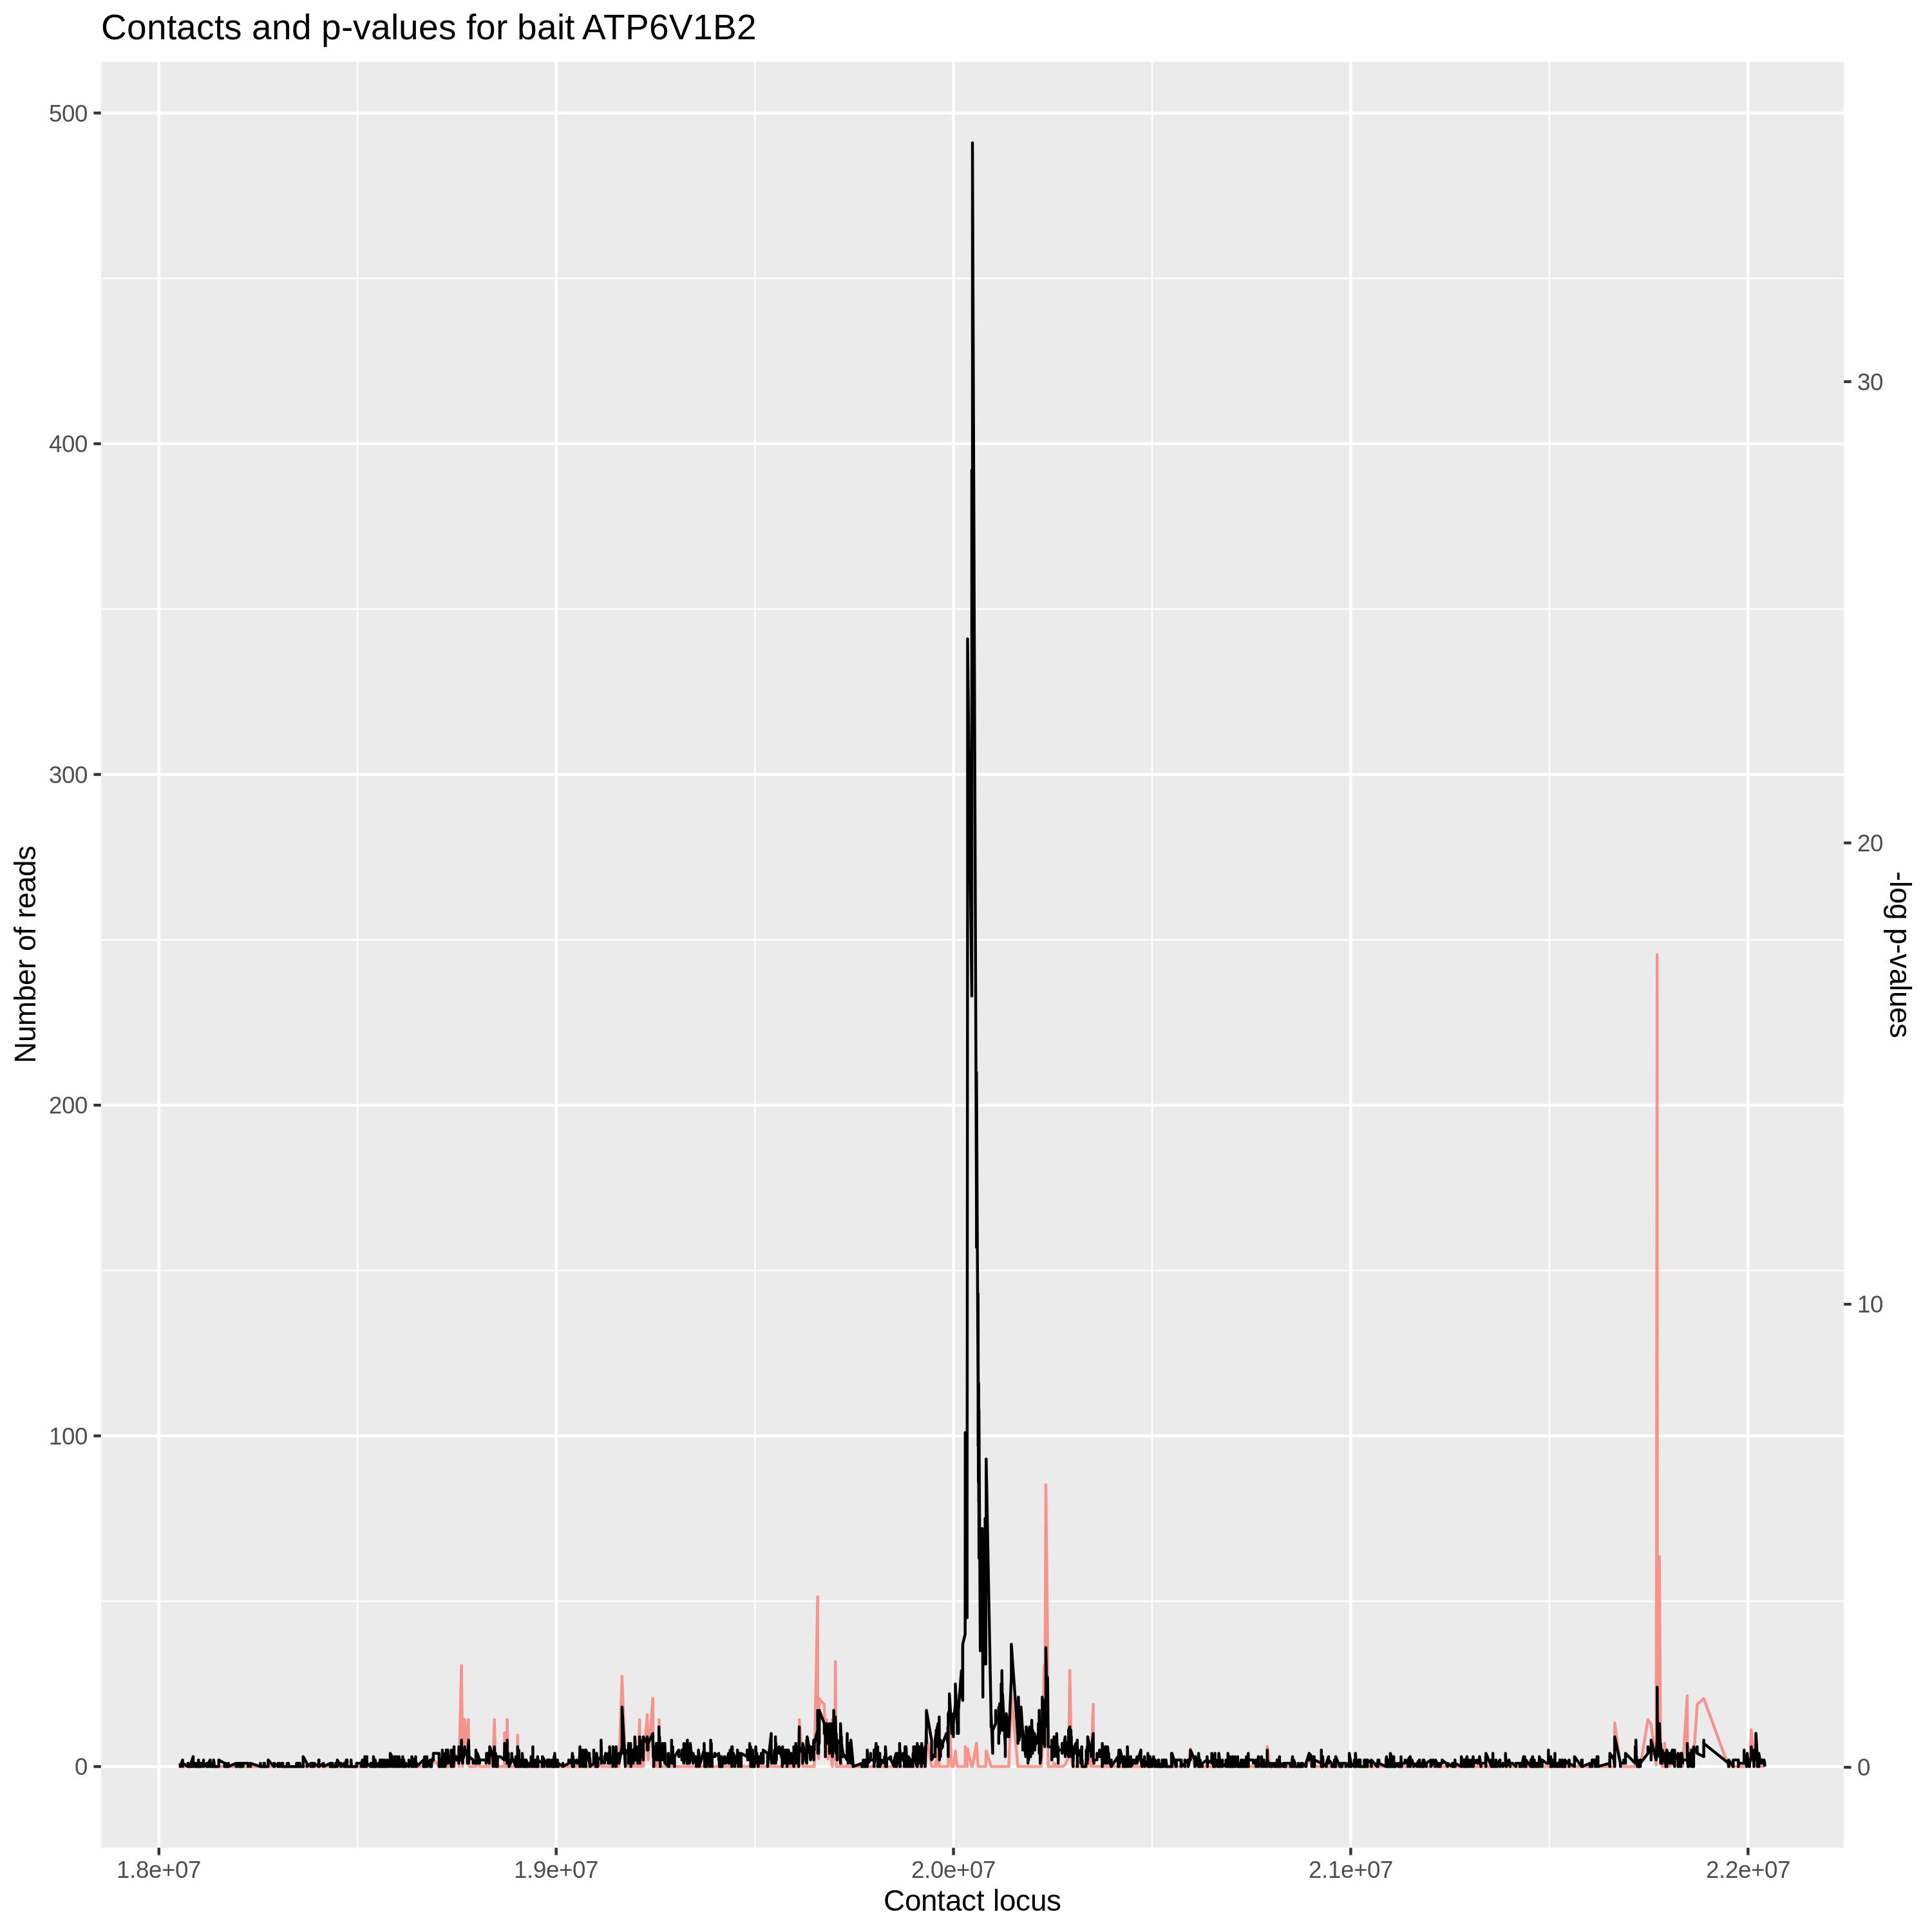 Contacts and p-values for bait ATP6V1B2
500
400
300
200
100
0
Number of reads
30
20
10
0
-log p-values
1.8e+07
1.9e+07
2.0e+07
2.1e+07
2.2e+07
Contact locus